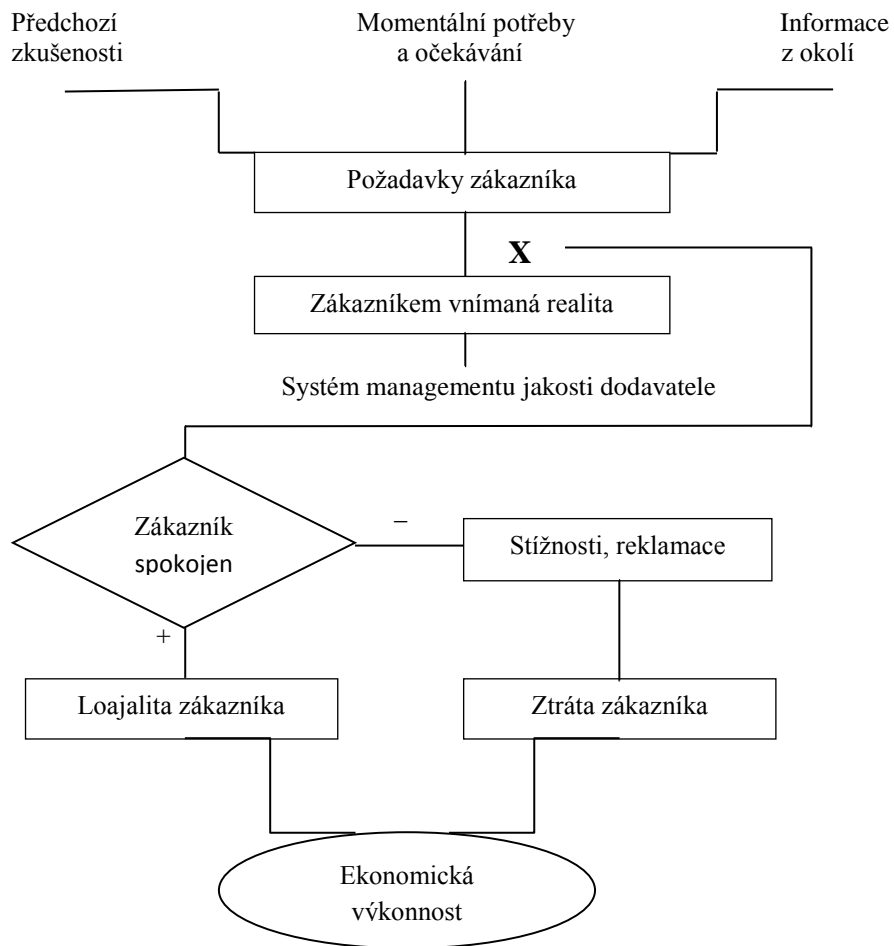 Předchozí
zkušenosti
Momentální potřeby
a očekávání
Informace
z okolí
Požadavky zákazníka
X
Zákazníkem vnímaná realita
Systém managementu jakosti dodavatele
Zákazník
spokojen
–
Stížnosti, reklamace
+
Loajalita zákazníka
Ztráta zákazníka
Ekonomická
výkonnost